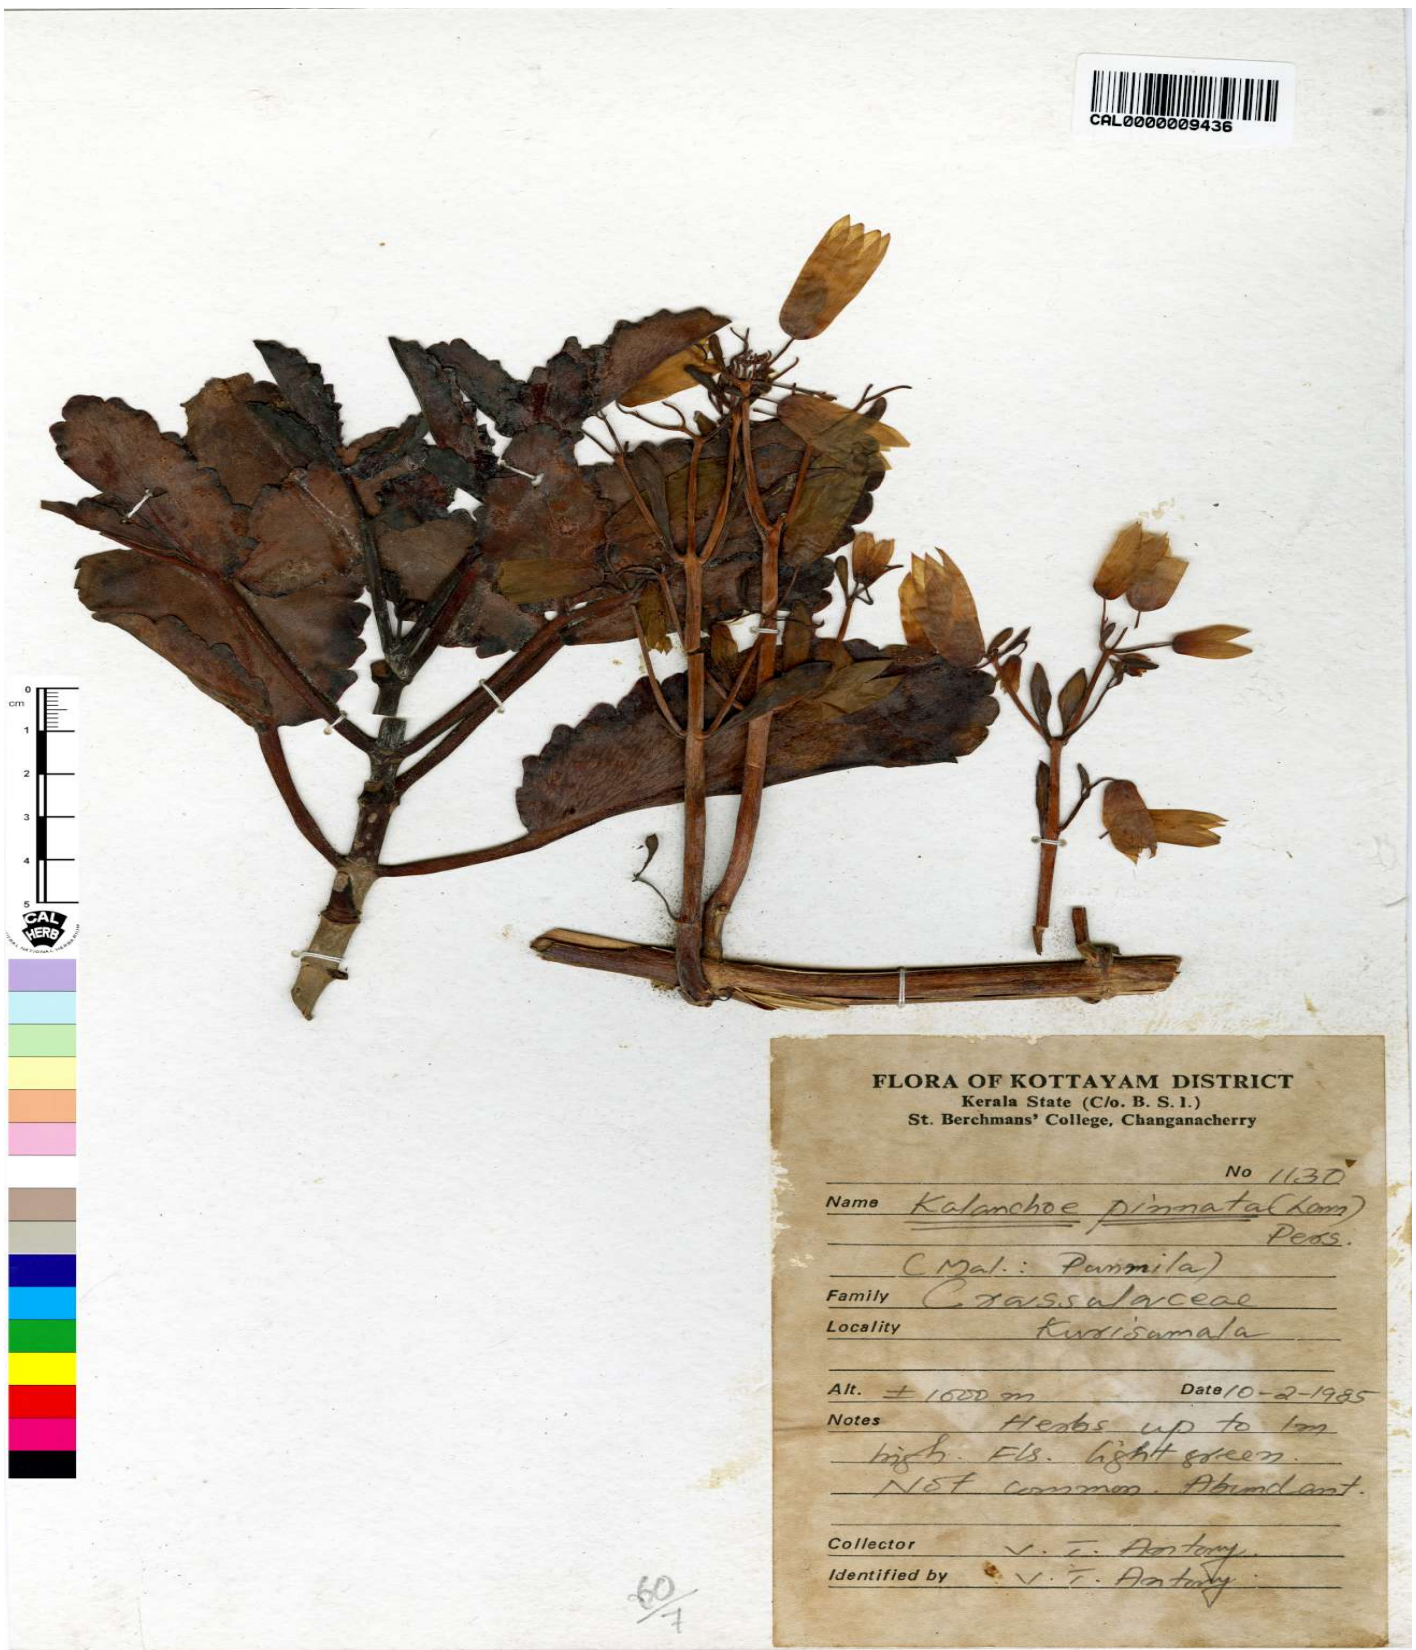 CAL0000009436
0
cm
1
2
3
4
5
CAL
HERB
FLORA OF KOTTAYAM DISTRICT
Kerala State (C/o. B. S. I.)
St. Berchmans' College, Changanacherry
No 1130
Name Kalanchoe pinnata (Lam)
Pers.
(Mal.: Panmila)
Family Crassulaceae
Locality Kurisumala
Alt. ± 1000 m Date 10-2-1985
Notes Herbs up to 1m
high. Fls. light green.
Not common. Abundant.
Collector V. T. Antony.
Identified by V. T. Antony.
60/7